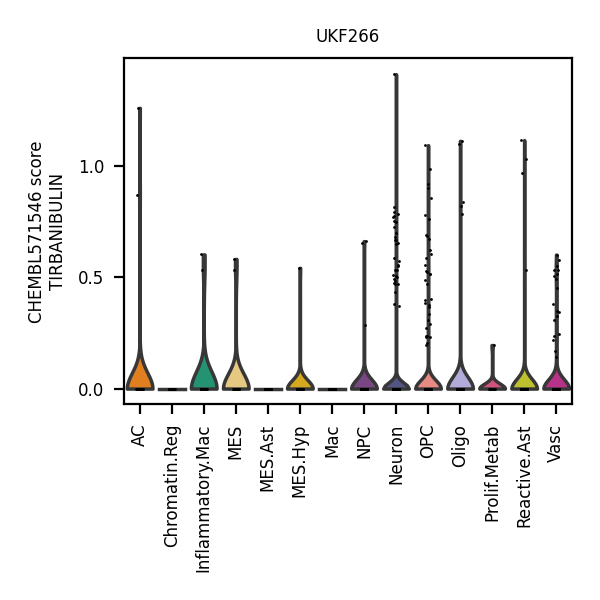 UKF266
CHEMBL571546 score
TIRBANIBULIN
1.0
0.5
0.0
AC
Chromatin.Reg
Inflammatory.Mac
MES
MES.Ast
MES.Hyp
Mac
NPC
Neuron
OPC
Oligo
Prolif.Metab
Reactive.Ast
Vasc